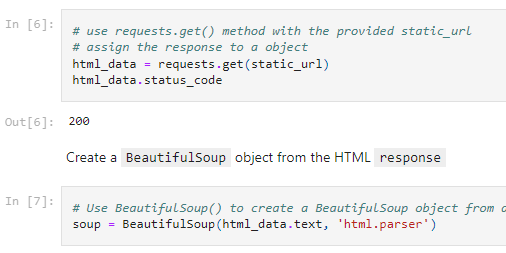 In [6]:
# use requests.get() method with the provided static_url
# assign the response to a object
html_data = requests.get(static_url)
html_data.status_code
Out[6]: 200
Create a BeautifulSoup object from the HTML response
In [7]:
# Use BeautifulSoup() to create a BeautifulSoup object from
soup = BeautifulSoup(html_data.text, 'html.parser')